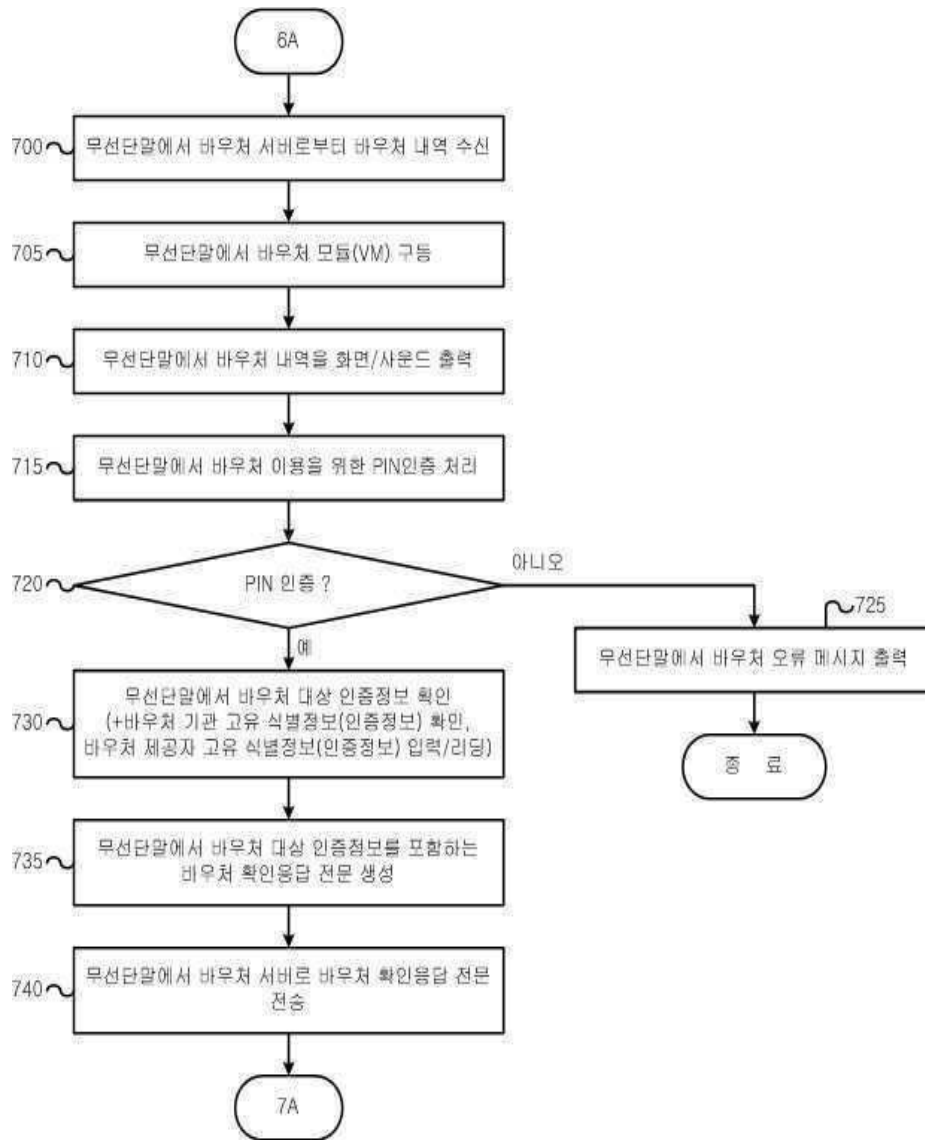 6A
700
무선단말에서 바우처 서버로부터 바우처 내역 수신
705
무선단말에서 바우처 모듈(VM) 구동
710
무선단말에서 바우처 내역을 화면/사운드 출력
715
무선단말에서 바우처 이용을 위한 PIN인증 처리
720
PIN 인증 ?
아니오
예
725
무선단말에서 바우처 오류 메시지 출력
종 료
730
무선단말에서 바우처 대상 인증정보 확인
(+바우처 기관 고유 식별정보(인증정보) 확인,
바우처 제공자 고유 식별정보(인증정보) 입력/리딩)
735
무선단말에서 바우처 대상 인증정보를 포함하는
바우처 확인응답 전문 생성
740
무선단말에서 바우처 서버로 바우처 확인응답 전문
전송
7A